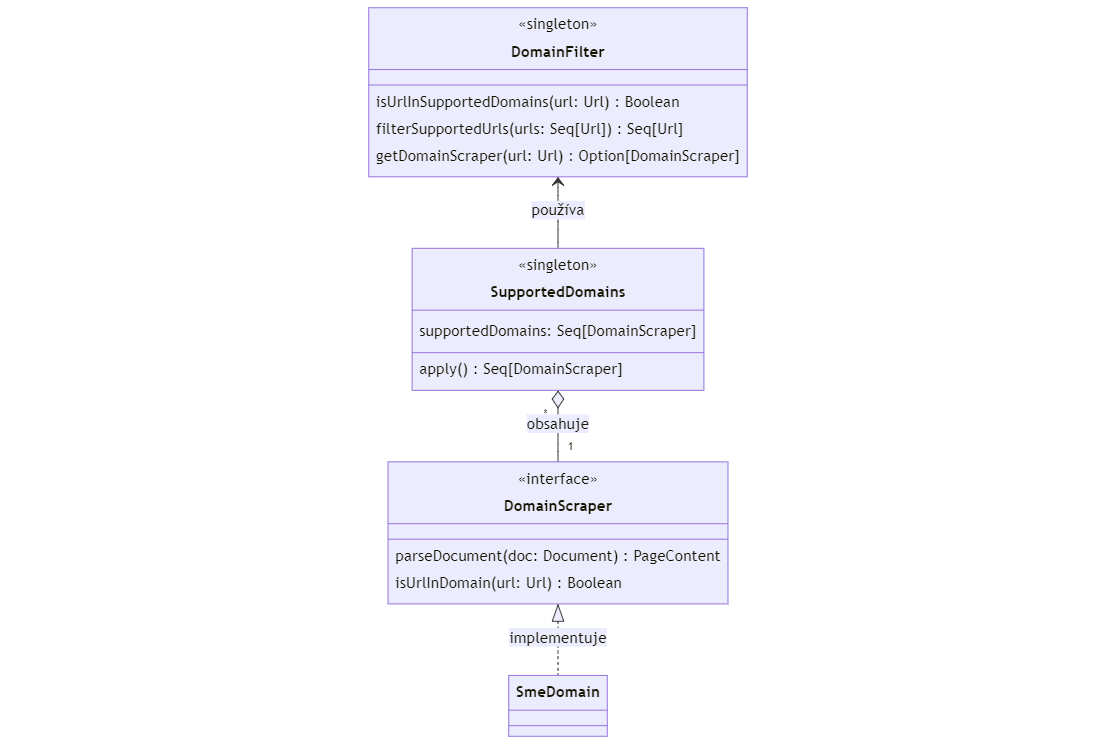 «singleton»
DomainFilter
isUrlInSupportedDomains(url: Url) : Boolean
filterSupportedUrls(urls: Seq[Url]) : Seq[Url]
getDomainScraper(url: Url) : Option[DomainScraper]
používa
«singleton»
SupportedDomains
supportedDomains: Seq[DomainScraper]
apply() : Seq[DomainScraper]
*
obsahuje
1
«interface»
DomainScraper
parseDocument(doc: Document) : PageContent
isUrlInDomain(url: Url) : Boolean
implementuje
SmeDomain